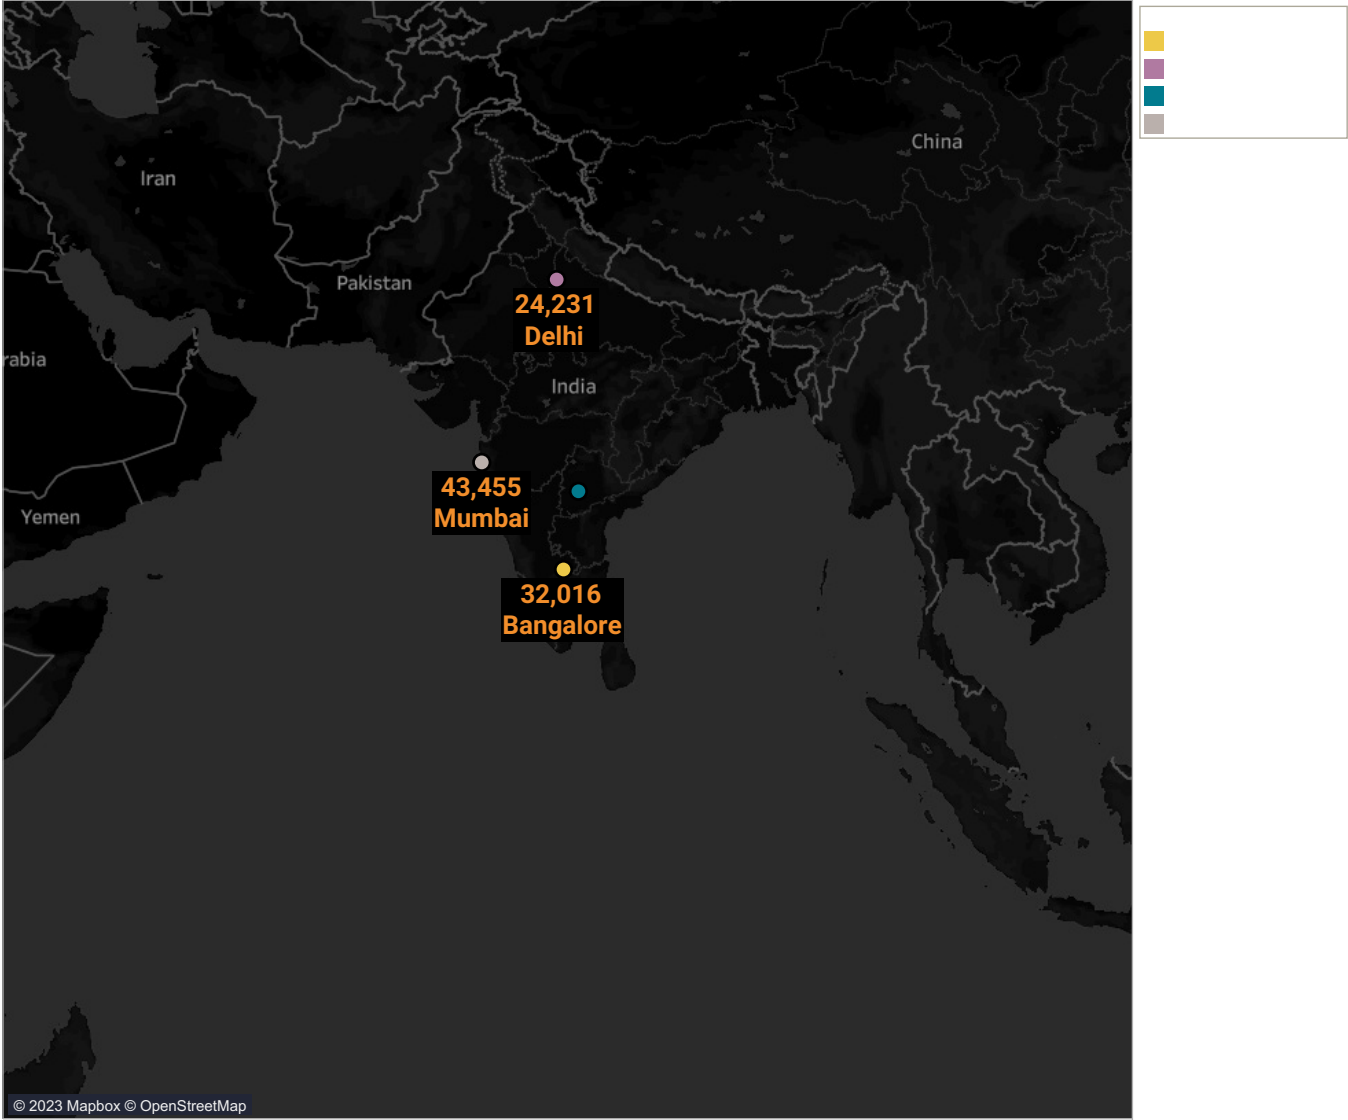 China
Iran
Pakistan
24,231
Delhi
rabia
India
43,455
Mumbai
Yemen
32,016
Bangalore
© 2023 Mapbox © OpenStreetMap